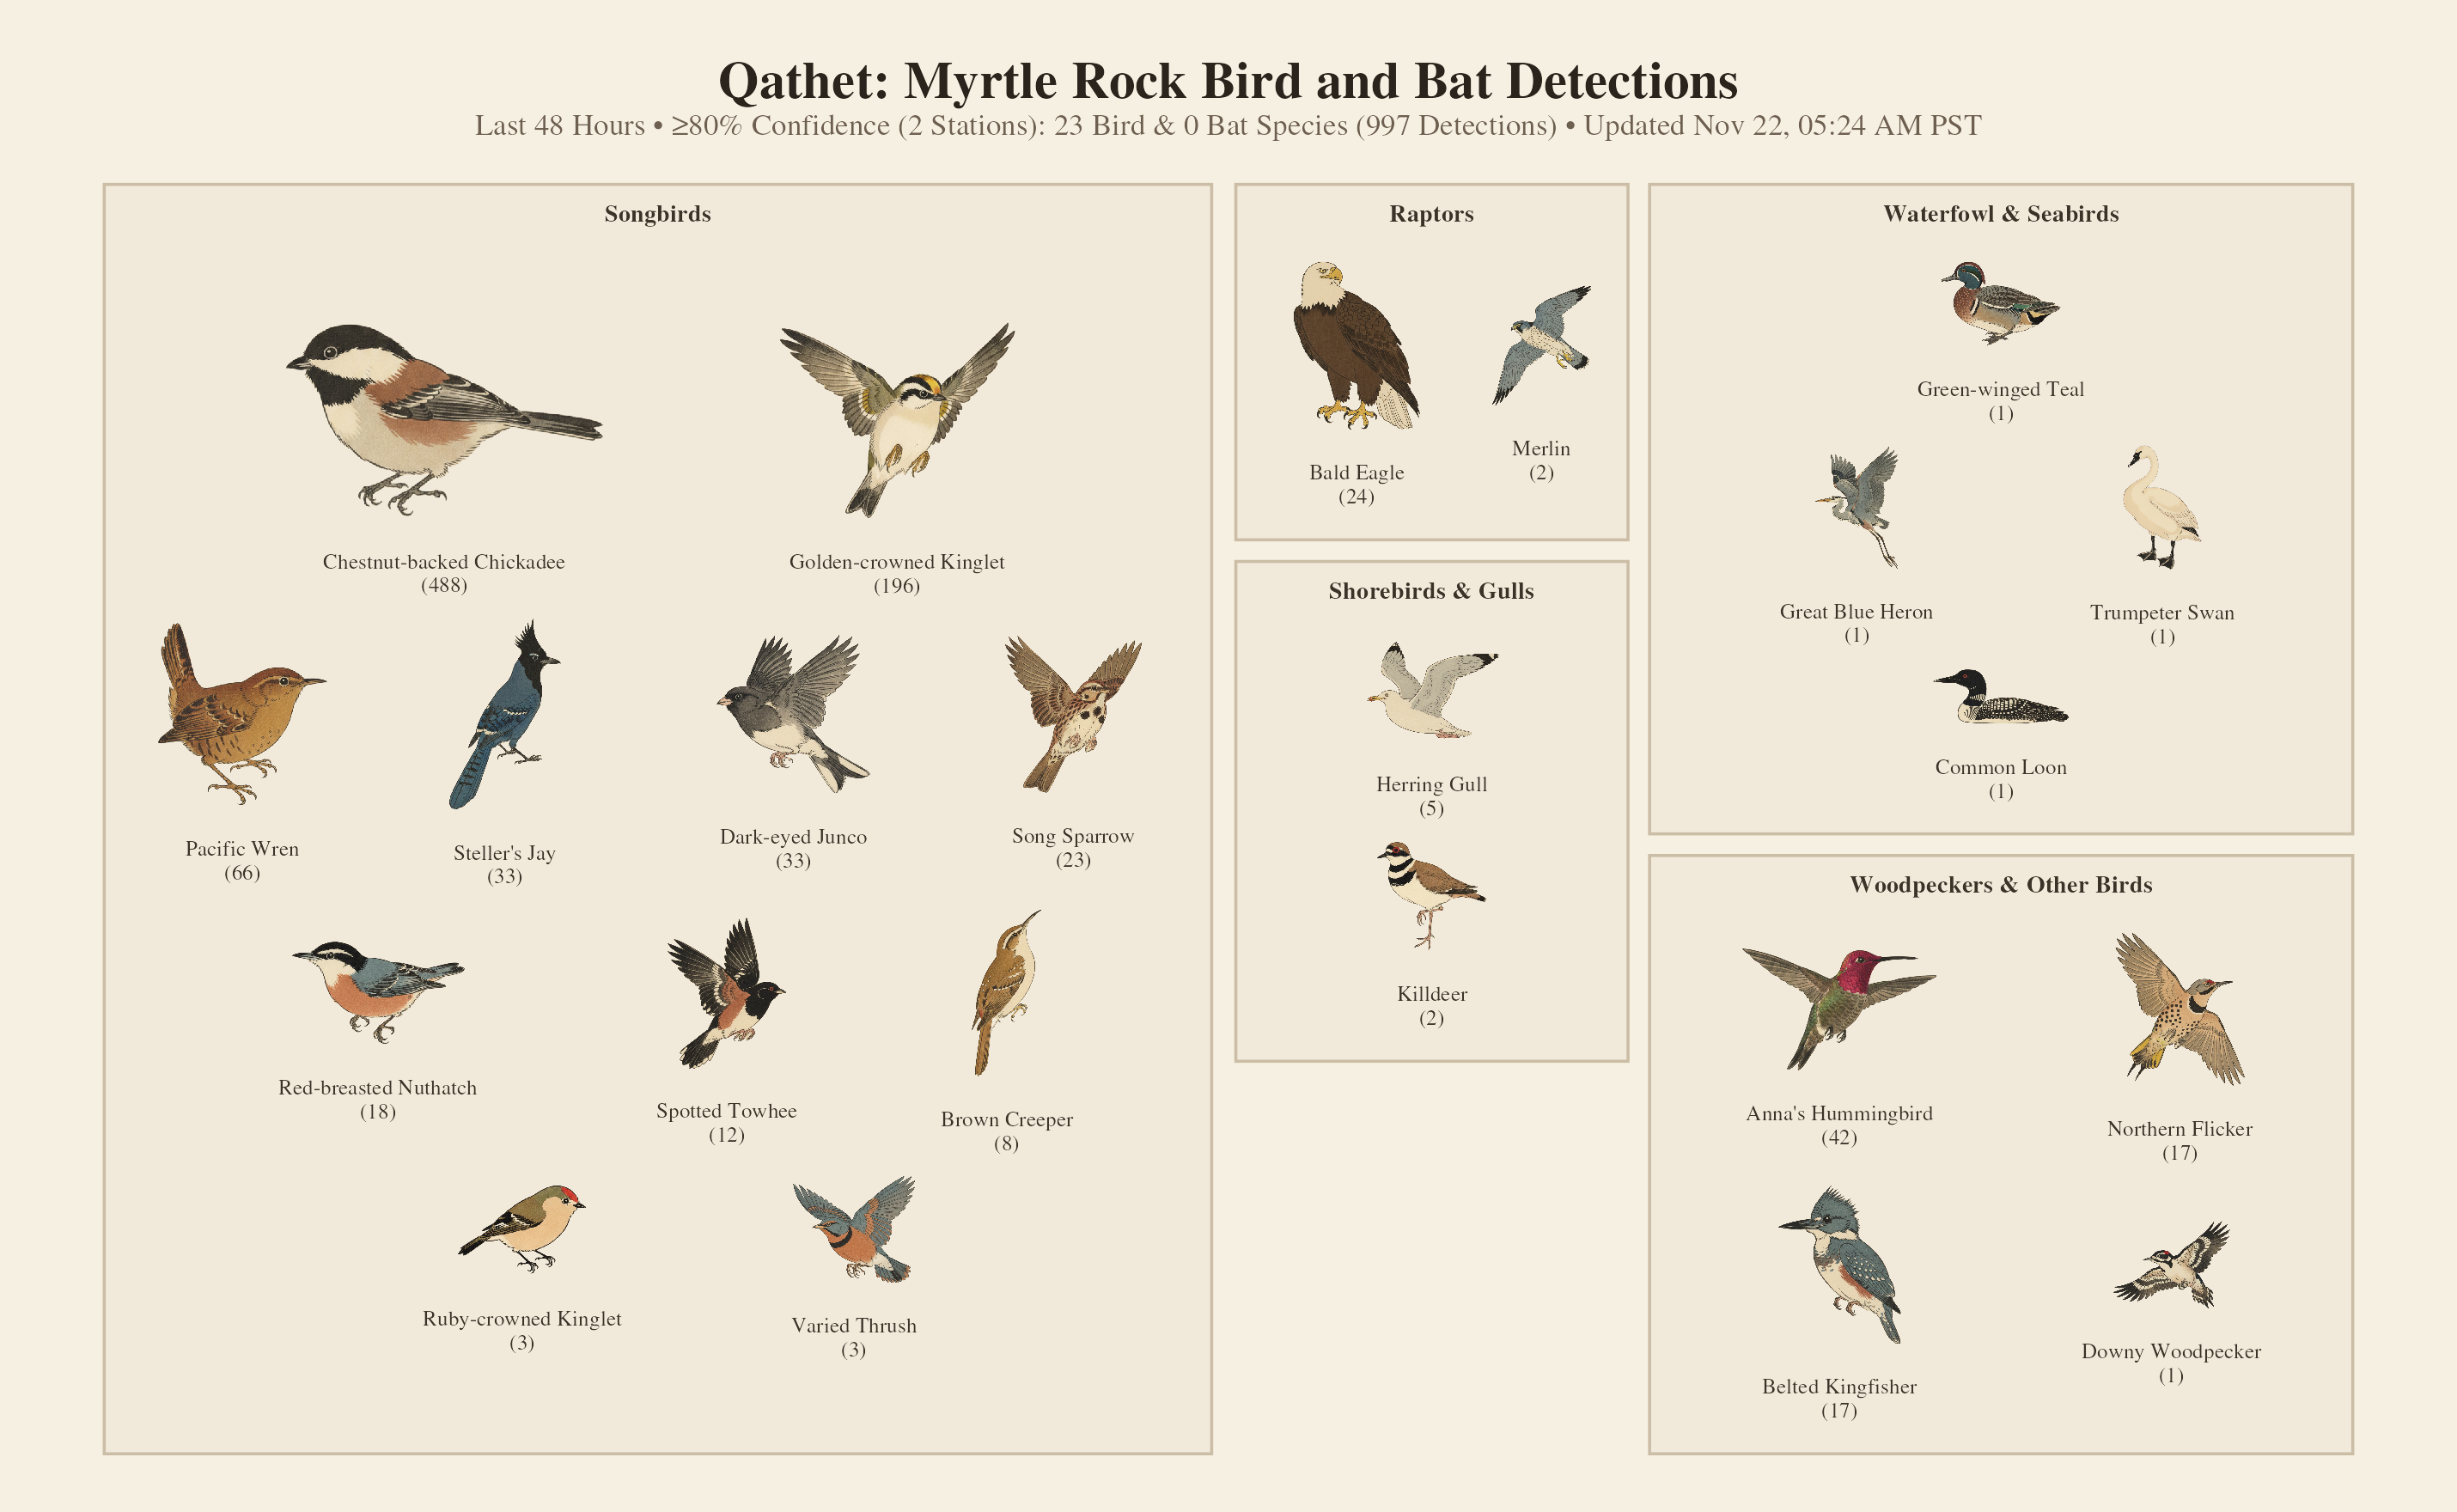 Qathet: Myrtle Rock Bird and Bat Detections
Last 48 Hours • ≥80% Confidence (2 Stations): 23 Bird & 0 Bat Species (997 Detections) • Updated Nov 22, 05:24 AM PST
Songbirds
Chestnut-backed Chickadee
(488)
Golden-crowned Kinglet
(196)
Pacific Wren
(66)
Steller's Jay
(33)
Dark-eyed Junco
(33)
Song Sparrow
(23)
Red-breasted Nuthatch
(18)
Spotted Towhee
(12)
Brown Creeper
(8)
Ruby-crowned Kinglet
(3)
Varied Thrush
(3)
Raptors
Bald Eagle
(24)
Merlin
(2)
Shorebirds & Gulls
Herring Gull
(5)
Killdeer
(2)
Waterfowl & Seabirds
Green-winged Teal
(1)
Great Blue Heron
(1)
Trumpeter Swan
(1)
Common Loon
(1)
Woodpeckers & Other Birds
Anna's Hummingbird
(42)
Northern Flicker
(17)
Belted Kingfisher
(17)
Downy Woodpecker
(1)